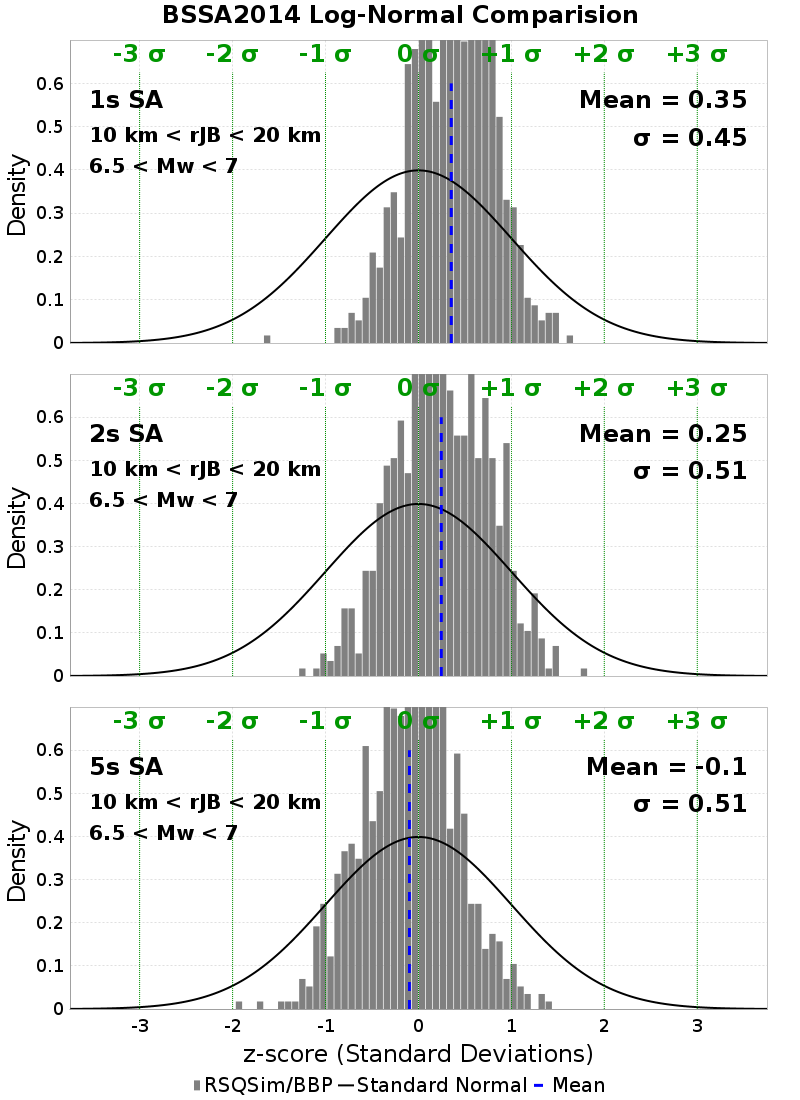 BSSA2014 Log-Normal Comparision
-3 σ -2 σ -1 σ 0 σ +1 σ +2 σ +3 σ
1s SA
10 km < rJB < 20 km
6.5 < Mw < 7
Mean = 0.35
σ = 0.45
Density
0.6
0.5
0.4
0.3
0.2
0.1
0
-3 σ -2 σ -1 σ 0 σ +1 σ +2 σ +3 σ
2s SA
10 km < rJB < 20 km
6.5 < Mw < 7
Mean = 0.25
σ = 0.51
Density
0.6
0.5
0.4
0.3
0.2
0.1
0
-3 σ -2 σ -1 σ 0 σ +1 σ +2 σ +3 σ
5s SA
10 km < rJB < 20 km
6.5 < Mw < 7
Mean = -0.1
σ = 0.51
Density
0.6
0.5
0.4
0.3
0.2
0.1
0
-3 -2 -1 0 1 2 3
z-score (Standard Deviations)
RSQSim/BBP Standard Normal Mean